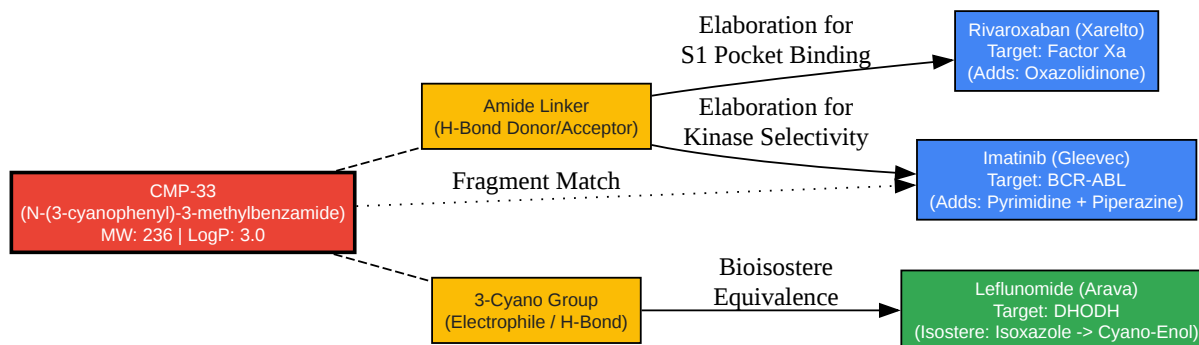 Elaboration for
S1 Pocket Binding
Rivaroxaban (Xarelto)
Target: Factor Xa
(Adds: Oxazolidinone)
Amide Linker
(H-Bond Donor/Acceptor)
Elaboration for
Kinase Selectivity
Imatinib (Gleevec)
Target: BCR-ABL
(Adds: Pyrimidine + Piperazine)
CMP-33
(N-(3-cyanophenyl)-3-methylbenzamide)
MW: 236 | LogP: 3.0
Fragment Match
3-Cyano Group
(Electrophile / H-Bond)
Bioisostere
Equivalence
Leflunomide (Arava)
Target: DHODH
(Isostere: Isoxazole -> Cyano-Enol)